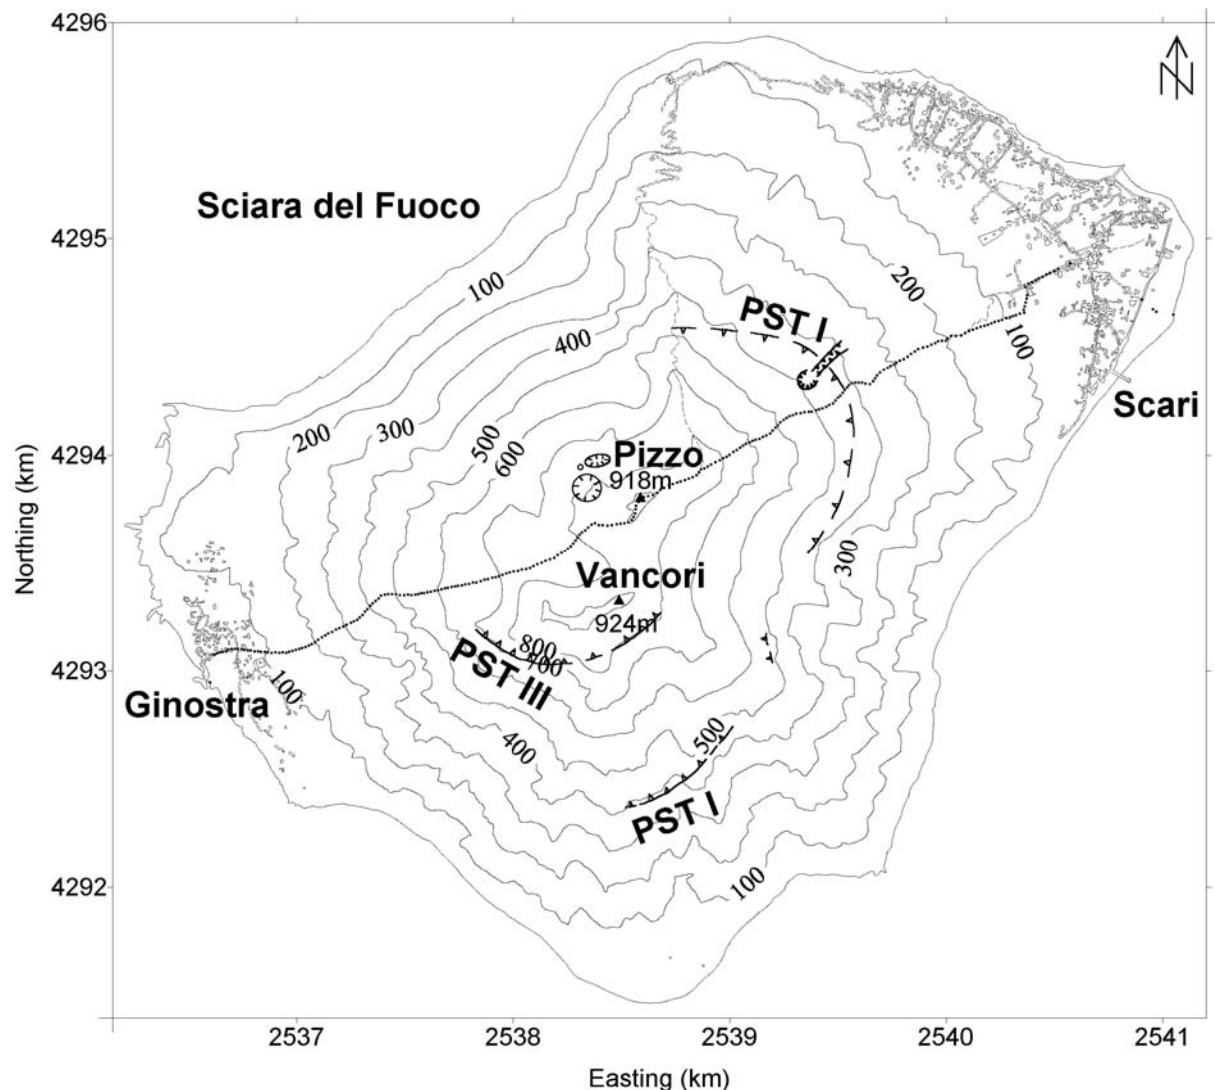 4296
N
Sciara del Fuoco
4295
100
200
PST I
400
100
Scari
200
300
500
600
Pizzo
918m
4294
Northing (km)
300
Vancori
924m
800
700
PST III
4293
Ginostra
100
400
500
PST I
4292
100
2537
2538
2539
2540
2541
Easting (km)